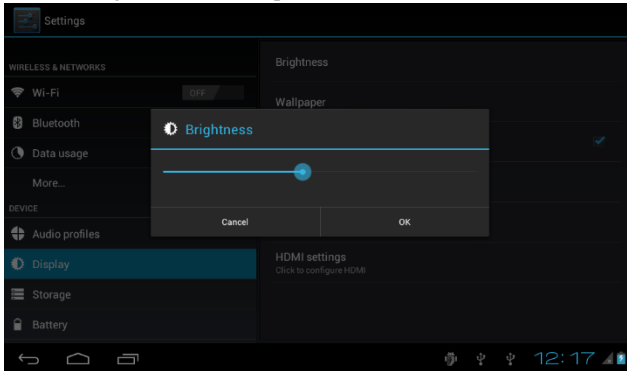 Settings
WIRELESS & NETWORKS
Wi-Fi
OFF
Bluetooth
Data usage
More...
DEVICE
Audio profiles
Display
Storage
Battery
Brightness
Wallpaper
HDMI settings
Click to configure HDMI
Brightness
Cancel
OK
12:17